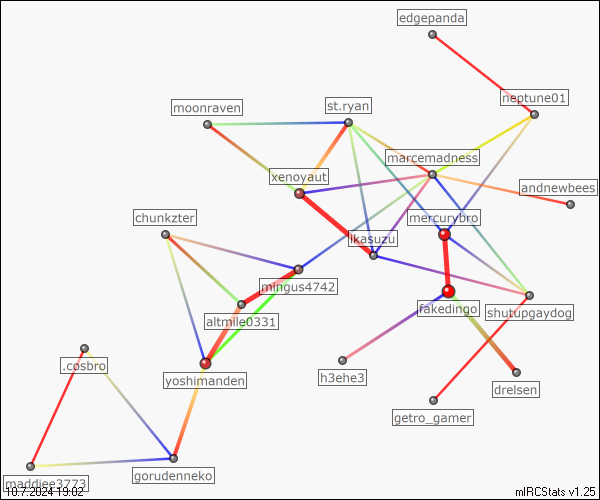 edgepanda
neptune01
moonraven
st.ryan
marcemadness
xenoyaut
andnewbees
chunkzter
mercurybro
ikasuzu
mingus4742
altmile0331
fakedingo
shutupgaydog
.cosbro
yoshimanden
h3ehe3
drelsen
getro_gamer
maddiee3773
gorudenneko
10.7.2024 19:02
mIRCStats v1.25